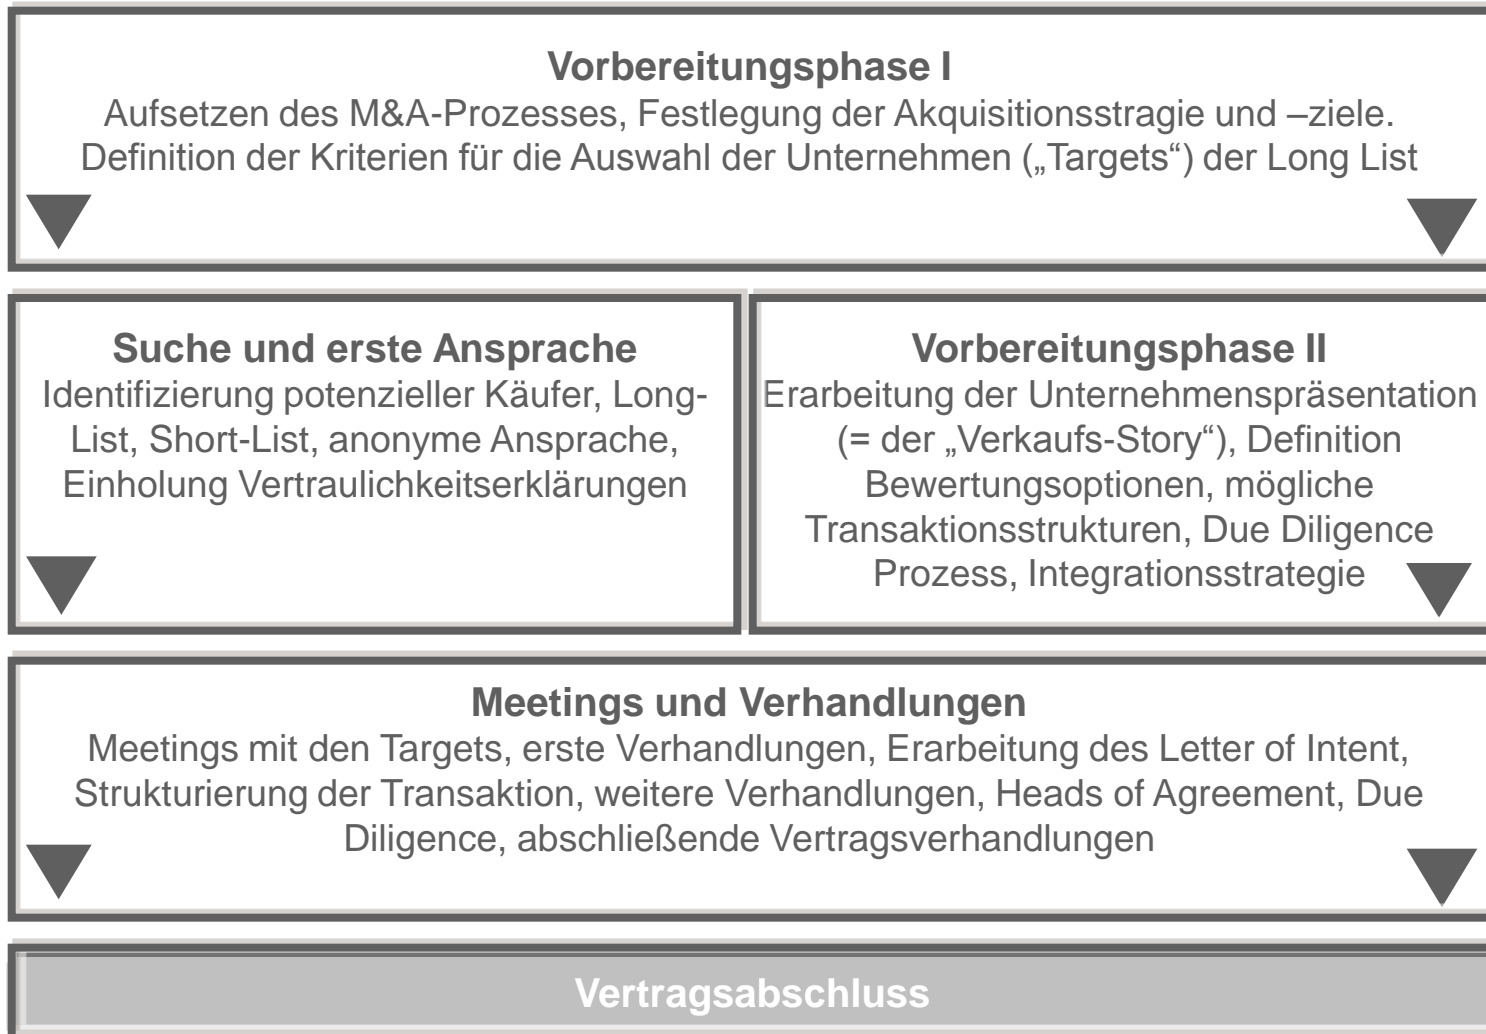 Vorbereitungsphase I
Aufsetzen des M&A-Prozesses, Festlegung der Akquisitionsstragie und –ziele.
Definition der Kriterien für die Auswahl der Unternehmen („Targets“) der Long List
Suche und erste Ansprache
Identifizierung potenzieller Käufer, Long-
List, Short-List, anonyme Ansprache,
Einholung Vertraulichkeitserklärungen
Vorbereitungsphase II
Erarbeitung der Unternehmenspräsentation
(= der „Verkaufs-Story“), Definition
Bewertungsoptionen, mögliche
Transaktionsstrukturen, Due Diligence
Prozess, Integrationsstrategie
Meetings und Verhandlungen
Meetings mit den Targets, erste Verhandlungen, Erarbeitung des Letter of Intent,
Strukturierung der Transaktion, weitere Verhandlungen, Heads of Agreement, Due
Diligence, abschließende Vertragsverhandlungen
Vertragsabschluss